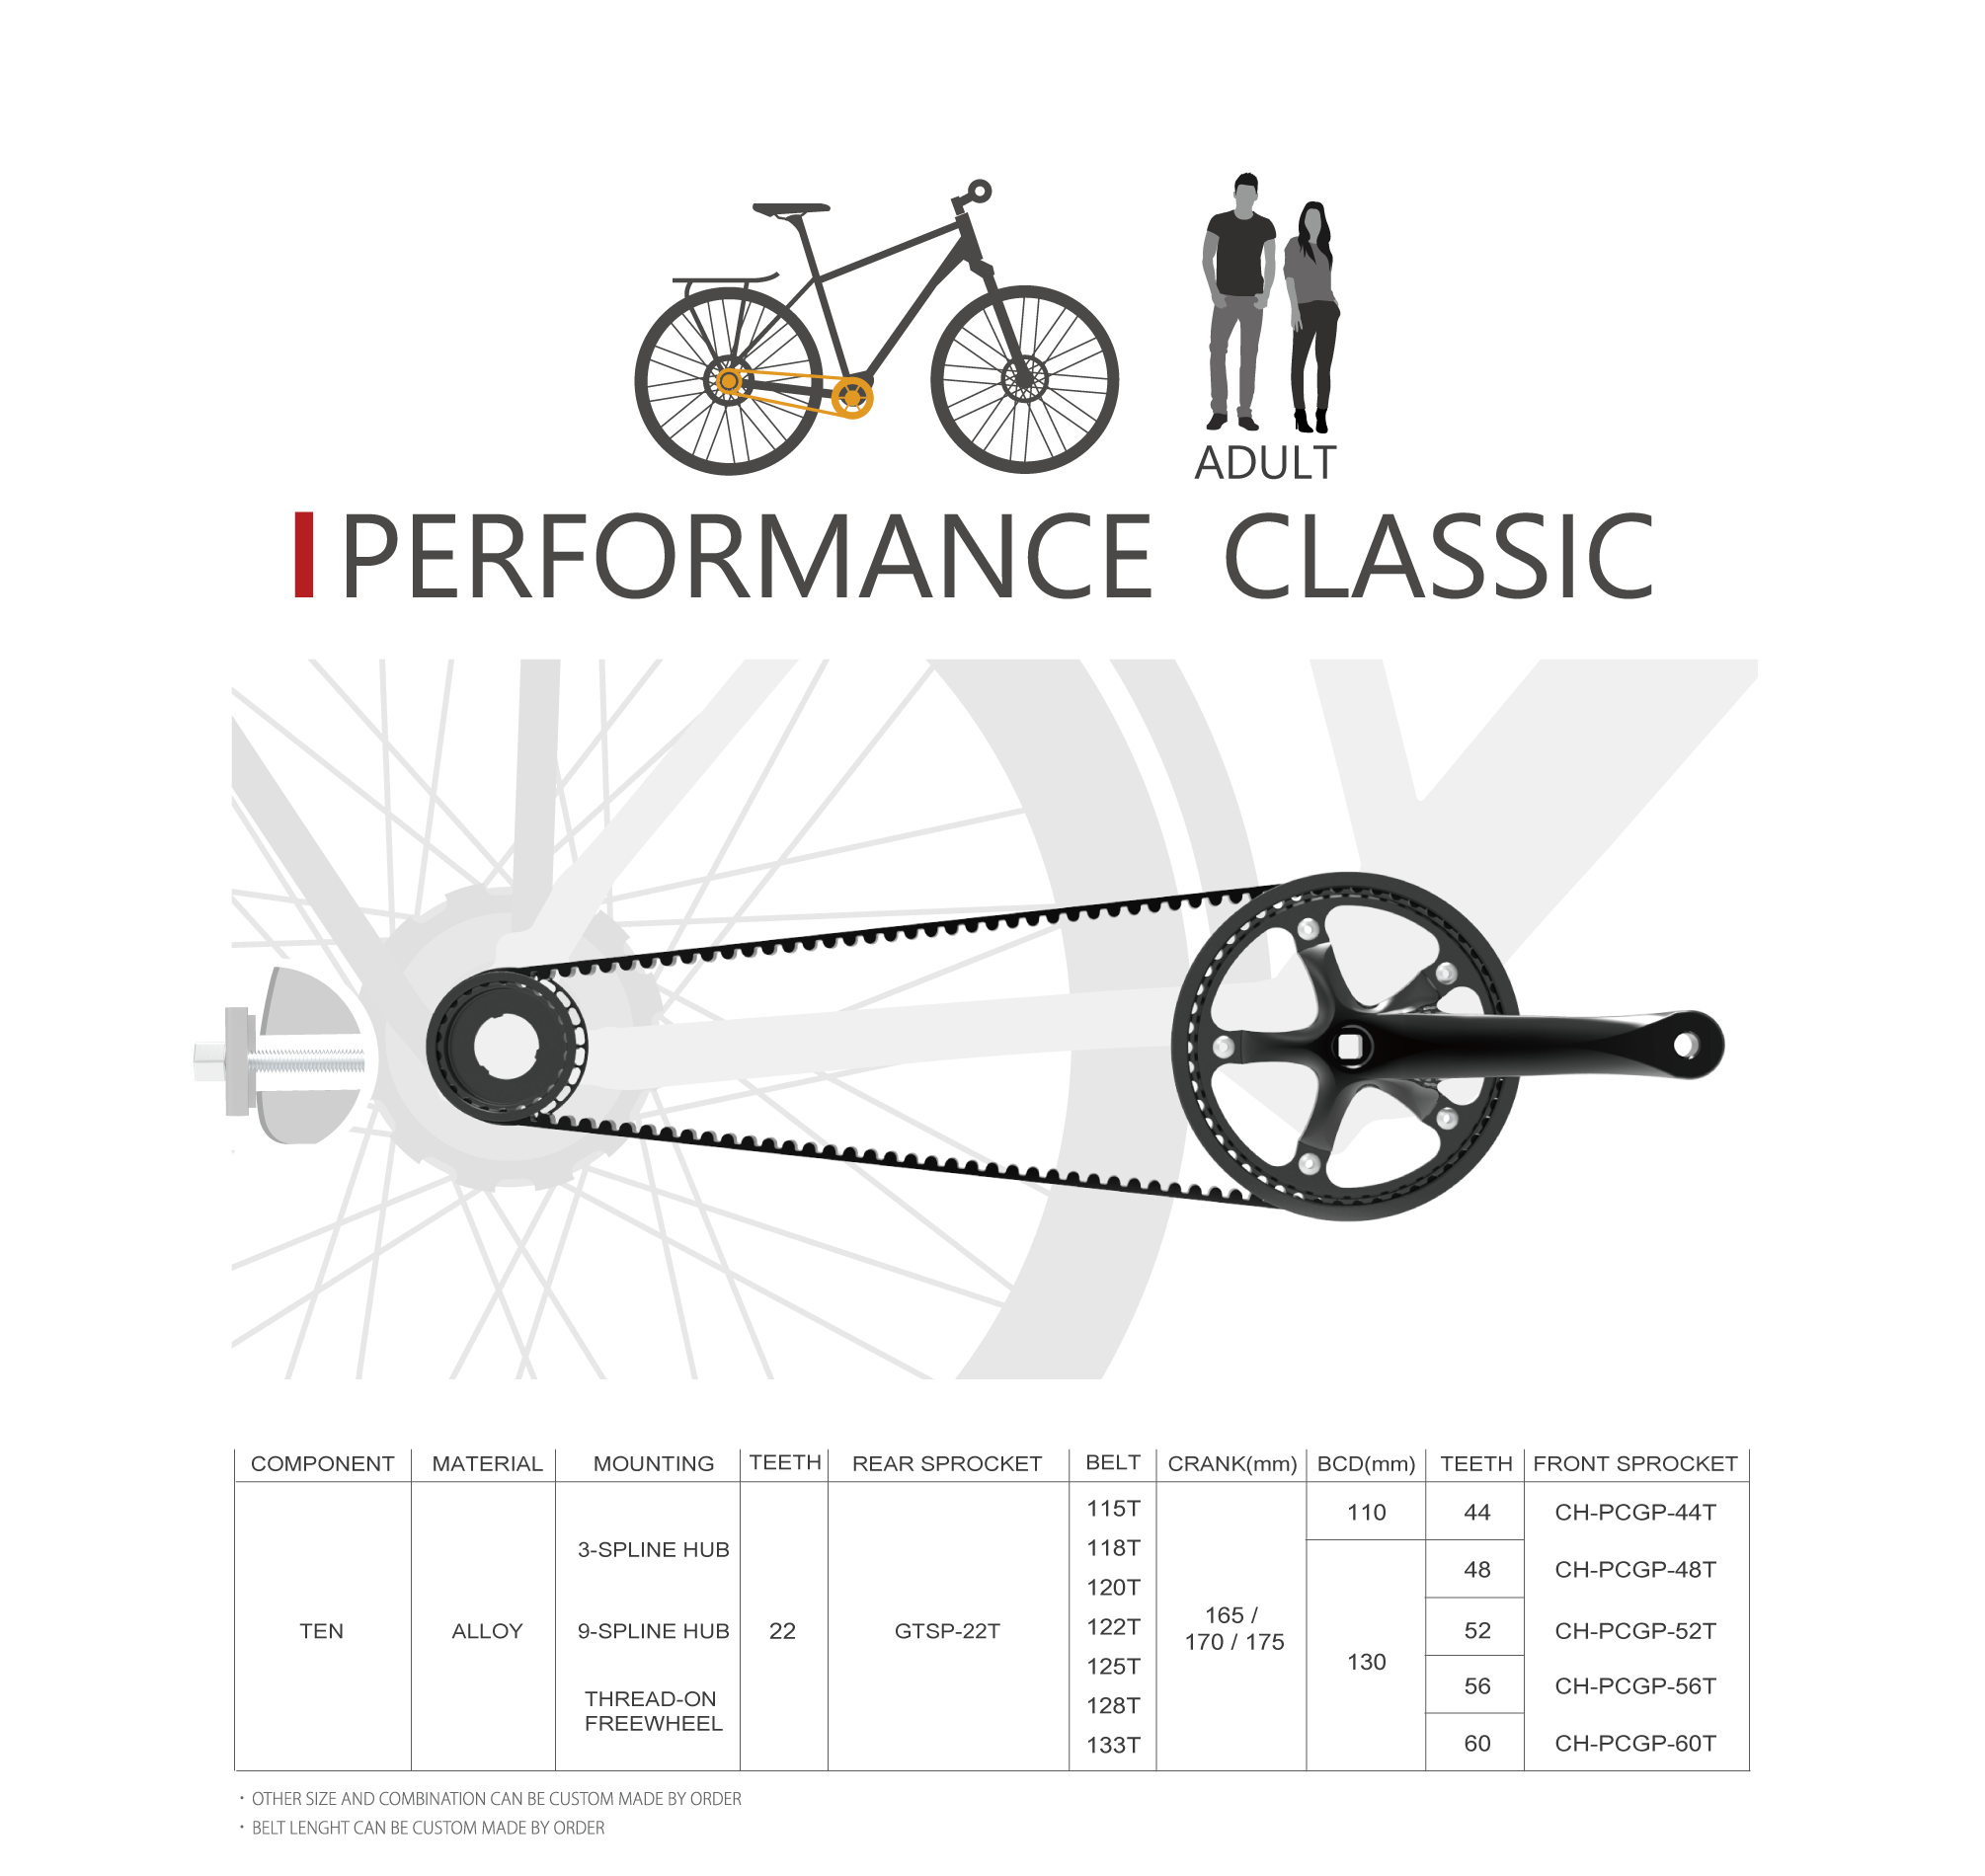 ADULT
PERFORMANCE CLASSIC
COMPONENT MATERIAL MOUNTING TEETH REAR SPROCKET BELT CRANK(mm) BCD(mm) TEETH FRONT SPROCKET
TEN
ALLOY
3-SPLINE HUB
9-SPLINE HUB
THREAD-ON
FREEWHEEL
22
GTSP-22T
115T
118T
120T
122T
125T
128T
133T
165 /
170 / 175
110
130
44
48
52
56
60
CH-PCGP-44T
CH-PCGP-48T
CH-PCGP-52T
CH-PCGP-56T
CH-PCGP-60T
· OTHER SIZE AND COMBINATION CAN BE CUSTOM MADE BY ORDER
· BELT LENGHT CAN BE CUSTOM MADE BY ORDER